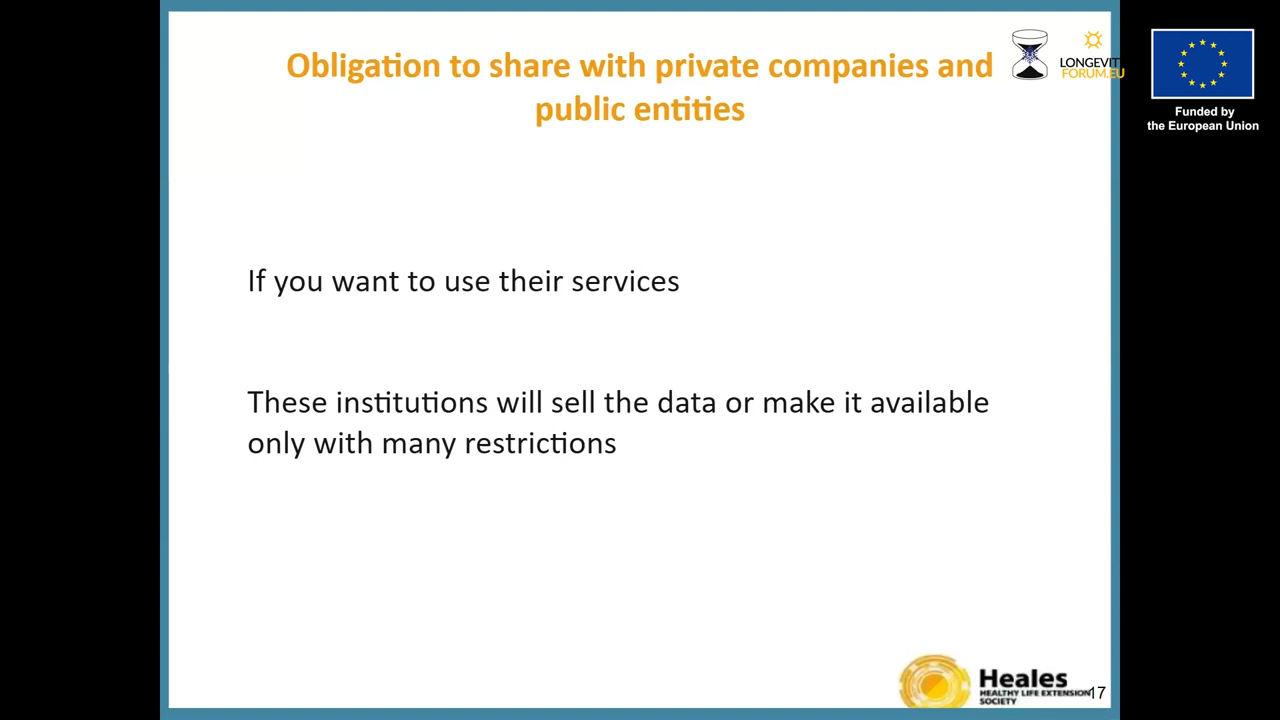 Obligation to share with private companies and
public entities
LONGEVIT
FORUM.EU
Funded by
the European Union
If you want to use their services
These institutions will sell the data or make it available
only with many restrictions
Heales
HEALTHY LIFE EXTENSION
SOCIETY
17